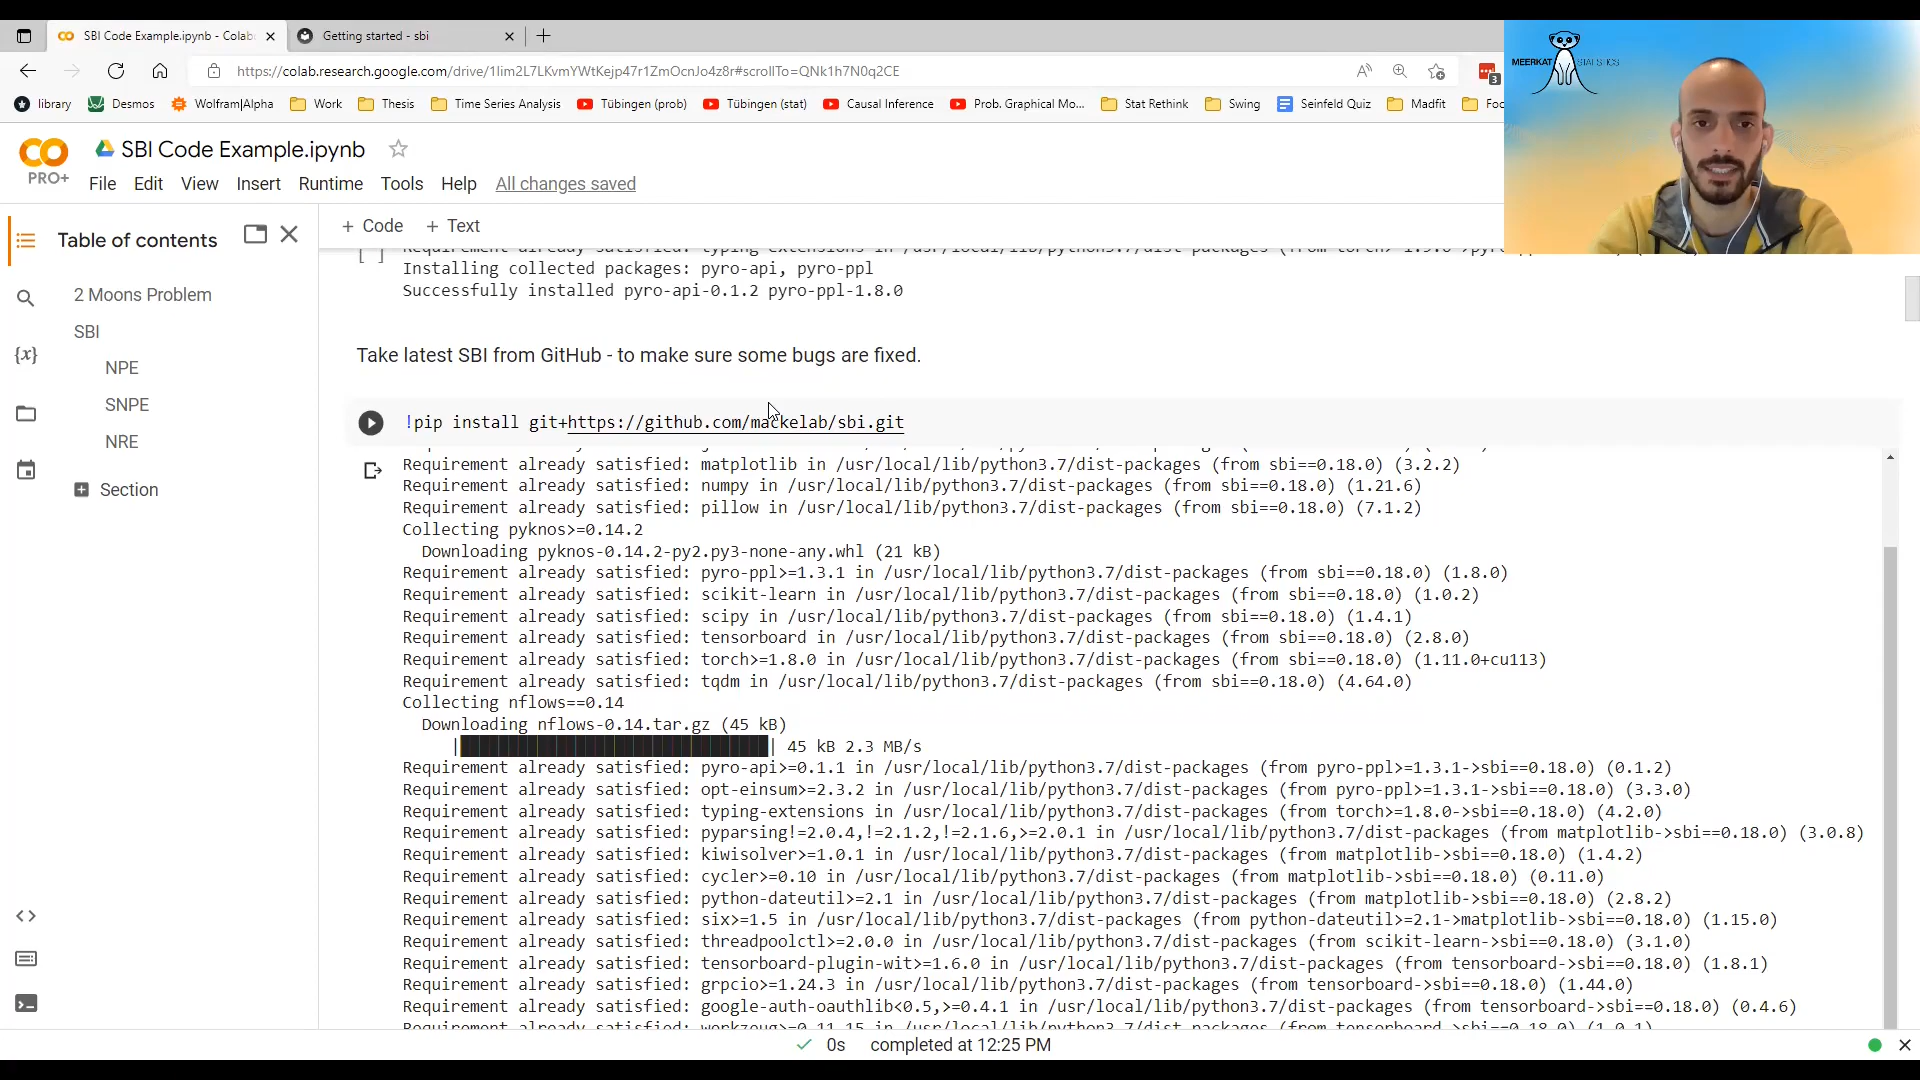 SBI Code Example.ipynb - Colab
Getting started - sbi
https://colab.research.google.com/drive/1Iim2L7LKvmYWtKejp47r1ZmOcnJo4z8r#scrollTo=QNk1h7N0q2CE
3
library
Desmos
Wolfram|Alpha
Work
Thesis
Time Series Analysis
Tübingen (prob)
Tübingen (stat)
Causal Inference
Prob. Graphical Mo...
Stat Rethink
Swing
Seinfeld Quiz
Madfit
Foo
MEERKAT STATISTICS
PRO+
SBI Code Example.ipynb
File Edit View Insert Runtime Tools Help All changes saved
Table of contents
2 Moons Problem
SBI
NPE
SNPE
NRE
Section
+ Code + Text
[ ]
Installing collected packages: pyro-api, pyro-ppl
Successfully installed pyro-api-0.1.2 pyro-ppl-1.8.0
Take latest SBI from GitHub - to make sure some bugs are fixed.
!pip install git+https://github.com/mackelab/sbi.git
Requirement already satisfied: matplotlib in /usr/local/lib/python3.7/dist-packages (from sbi==0.18.0) (3.2.2)
Requirement already satisfied: numpy in /usr/local/lib/python3.7/dist-packages (from sbi==0.18.0) (1.21.6)
Requirement already satisfied: pillow in /usr/local/lib/python3.7/dist-packages (from sbi==0.18.0) (7.1.2)
Collecting pyknos>=0.14.2
Downloading pyknos-0.14.2-py2.py3-none-any.whl (21 kB)
Requirement already satisfied: pyro-ppl>=1.3.1 in /usr/local/lib/python3.7/dist-packages (from sbi==0.18.0) (1.8.0)
Requirement already satisfied: scikit-learn in /usr/local/lib/python3.7/dist-packages (from sbi==0.18.0) (1.0.2)
Requirement already satisfied: scipy in /usr/local/lib/python3.7/dist-packages (from sbi==0.18.0) (1.4.1)
Requirement already satisfied: tensorboard in /usr/local/lib/python3.7/dist-packages (from sbi==0.18.0) (2.8.0)
Requirement already satisfied: torch>=1.8.0 in /usr/local/lib/python3.7/dist-packages (from sbi==0.18.0) (1.11.0+cu113)
Requirement already satisfied: tqdm in /usr/local/lib/python3.7/dist-packages (from sbi==0.18.0) (4.64.0)
Collecting nflows==0.14
Downloading nflows-0.14.tar.gz (45 kB)
| 45 kB 2.3 MB/s
Requirement already satisfied: pyro-api>=0.1.1 in /usr/local/lib/python3.7/dist-packages (from pyro-ppl>=1.3.1->sbi==0.18.0) (0.1.2)
Requirement already satisfied: opt-einsum>=2.3.2 in /usr/local/lib/python3.7/dist-packages (from pyro-ppl>=1.3.1->sbi==0.18.0) (3.3.0)
Requirement already satisfied: typing-extensions in /usr/local/lib/python3.7/dist-packages (from torch>=1.8.0->sbi==0.18.0) (4.2.0)
Requirement already satisfied: pyparsing!=2.0.4,!=2.1.2,!=2.1.6,>=2.0.1 in /usr/local/lib/python3.7/dist-packages (from matplotlib->sbi==0.18.0) (3.0.8)
Requirement already satisfied: kiwisolver>=1.0.1 in /usr/local/lib/python3.7/dist-packages (from matplotlib->sbi==0.18.0) (1.4.2)
Requirement already satisfied: cycler>=0.10 in /usr/local/lib/python3.7/dist-packages (from matplotlib->sbi==0.18.0) (0.11.0)
Requirement already satisfied: python-dateutil>=2.1 in /usr/local/lib/python3.7/dist-packages (from matplotlib->sbi==0.18.0) (2.8.2)
Requirement already satisfied: six>=1.5 in /usr/local/lib/python3.7/dist-packages (from python-dateutil>=2.1->matplotlib->sbi==0.18.0) (1.15.0)
Requirement already satisfied: threadpoolctl>=2.0.0 in /usr/local/lib/python3.7/dist-packages (from scikit-learn->sbi==0.18.0) (3.1.0)
Requirement already satisfied: tensorboard-plugin-wit>=1.6.0 in /usr/local/lib/python3.7/dist-packages (from tensorboard->sbi==0.18.0) (1.8.1)
Requirement already satisfied: grpcio>=1.24.3 in /usr/local/lib/python3.7/dist-packages (from tensorboard->sbi==0.18.0) (1.44.0)
Requirement already satisfied: google-auth-oauthlib<0.5,>=0.4.1 in /usr/local/lib/python3.7/dist-packages (from tensorboard->sbi==0.18.0) (0.4.6)
Requirement already satisfied: werkzeug>=0.11.15 in /usr/local/lib/python3.7/dist-packages (from tensorboard->sbi==0.18.0) (1.0.1)
0s completed at 12:25 PM